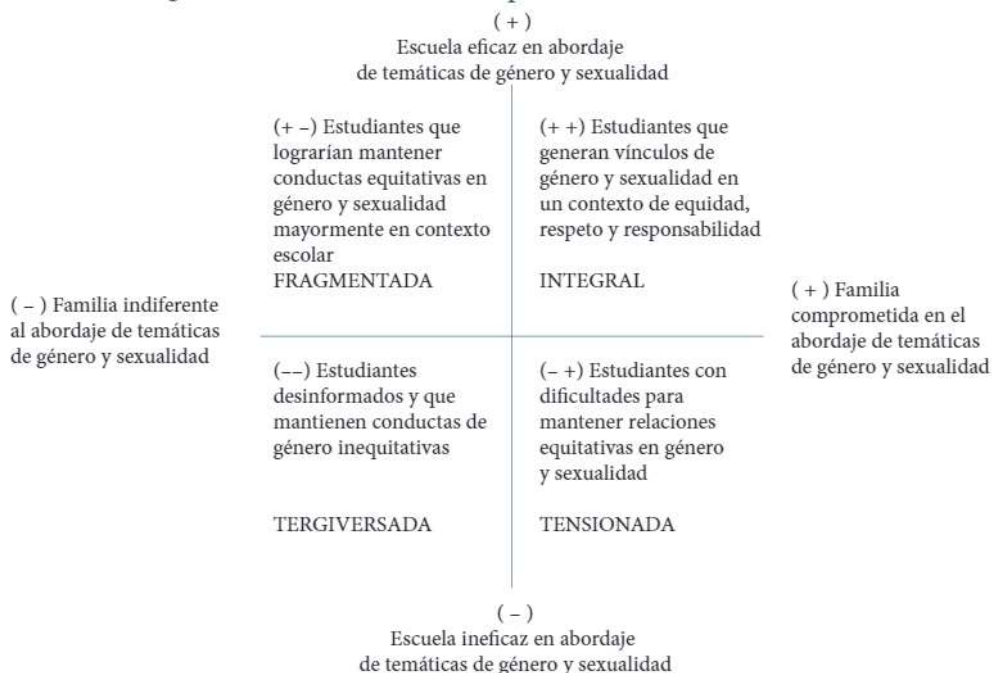 ( + )
Escuela eficaz en abordaje
de temáticas de género y sexualidad
(+ –) Estudiantes que
lograrían mantener
conductas equitativas en
género y sexualidad
mayormente en contexto
escolar
FRAGMENTADA
(+ +) Estudiantes que
generan vínculos de
género y sexualidad en
un contexto de equidad,
respeto y responsabilidad
INTEGRAL
( – ) Familia indiferente
al abordaje de temáticas
de género y sexualidad
( + ) Familia
comprometida en el
abordaje de temáticas
de género y sexualidad
(––) Estudiantes
desinformados y que
mantienen conductas de
género inequitativas
TERGIVERSADA
(– +) Estudiantes con
dificultades para
mantener relaciones
equitativas en género
y sexualidad
TENSIONADA
( – )
Escuela ineficaz en abordaje
de temáticas de género y sexualidad